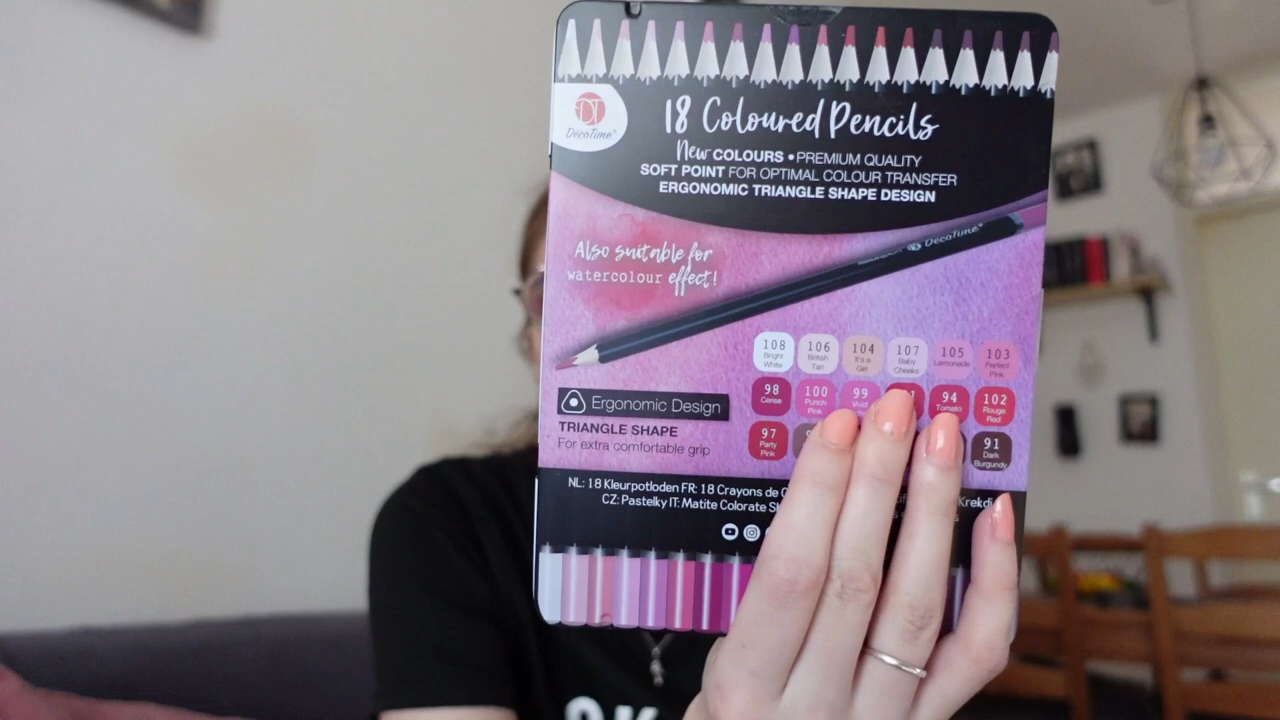 18 Coloured Pencils
DT
DecoTime
New COLOURS • PREMIUM QUALITY
SOFT POINT FOR OPTIMAL COLOUR TRANSFER
ERGONOMIC TRIANGLE SHAPE DESIGN
DecoTime
Also suitable for
watercolour effect!
108 106 104 107 105 103
Bright White British Tan It's a Girl Baby Cheeks Lemonade Perfect Pink
98 100 99 94 102
Cerise Punch Pink Vivid Tomato Rouge Red
97 91
Party Pink Dark Burgundy
Ergonomic Design
TRIANGLE SHAPE
For extra comfortable grip
NL: 18 Kleurpotloden FR: 18 Crayons de Krekdi
CZ: Pastelky IT: Matite Colorate